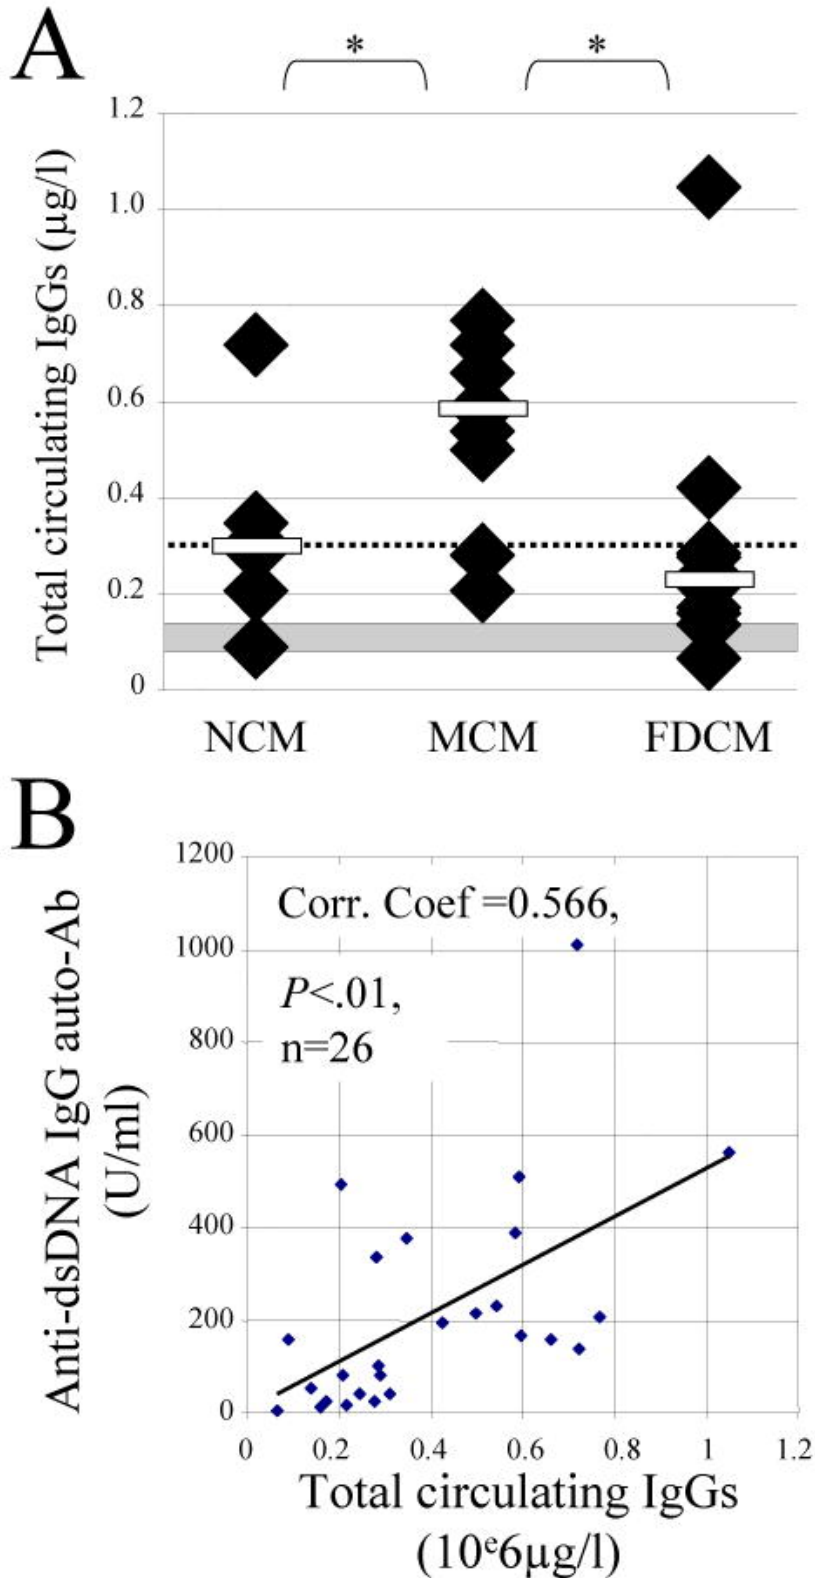 A
*
*
Total circulating IgGs (μg/l)
1.2
1.0
0.8
0.6
0.4
0.2
0
NCM
MCM
FDCM
B
Anti-dsDNA IgG auto-Ab
(U/ml)
1200
1000
800
600
400
200
0
Corr. Coef =0.566,
P<.01,
n=26
0
0.2
0.4
0.6
0.8
1
1.2
Total circulating IgGs
(10ᵉ6μg/l)